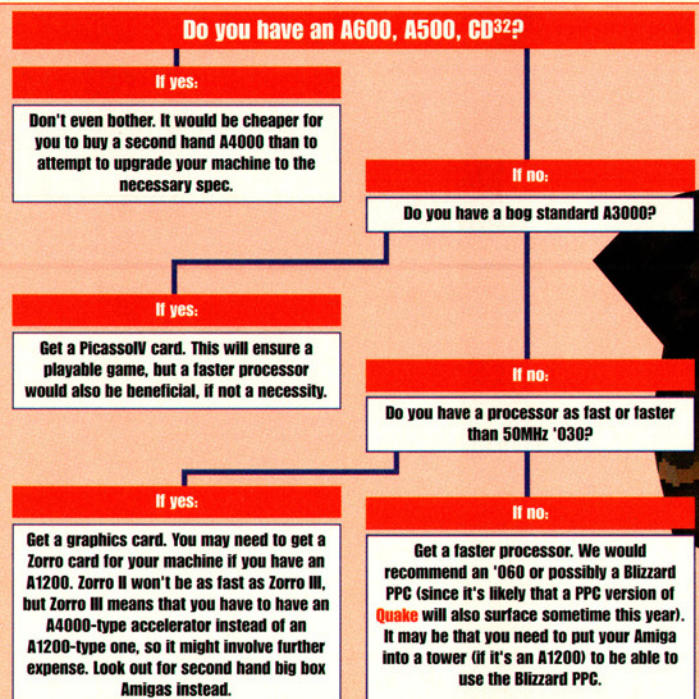 Do you have an A600, A500, CD³²?
If yes:
Don't even bother. It would be cheaper for
you to buy a second hand A4000 than to
attempt to upgrade your machine to the
necessary spec.
If no:
Do you have a bog standard A3000?
If yes:
Get a PicassoIV card. This will ensure a
playable game, but a faster processor
would also be beneficial, if not a necessity.
If no:
Do you have a processor as fast or faster
than 50MHz '030?
If yes:
Get a graphics card. You may need to get a
Zorro card for your machine if you have an
A1200. Zorro II won't be as fast as Zorro III,
but Zorro III means that you have to have an
A4000-type accelerator instead of an
A1200-type one, so it might involve further
expense. Look out for second hand big box
Amigas instead.
If no:
Get a faster processor. We would
recommend an '060 or possibly a Blizzard
PPC (since it's likely that a PPC version of
Quake will also surface sometime this year).
It may be that you need to put your Amiga
into a tower (if it's an A1200) to be able to
use the Blizzard PPC.